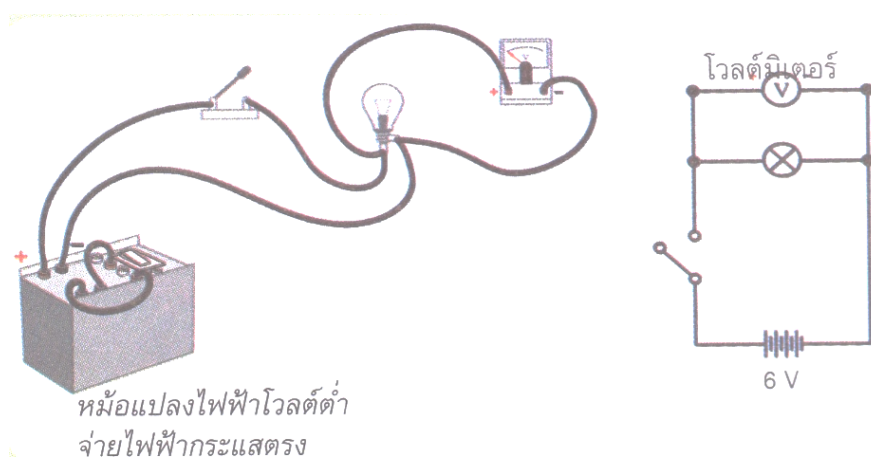 โวลต์มิเตอร์
V
+ -
V
+ -
6 V
หม้อแปลงไฟฟ้าโวลต์ต่ำ
จ่ายไฟฟ้ากระแสตรง